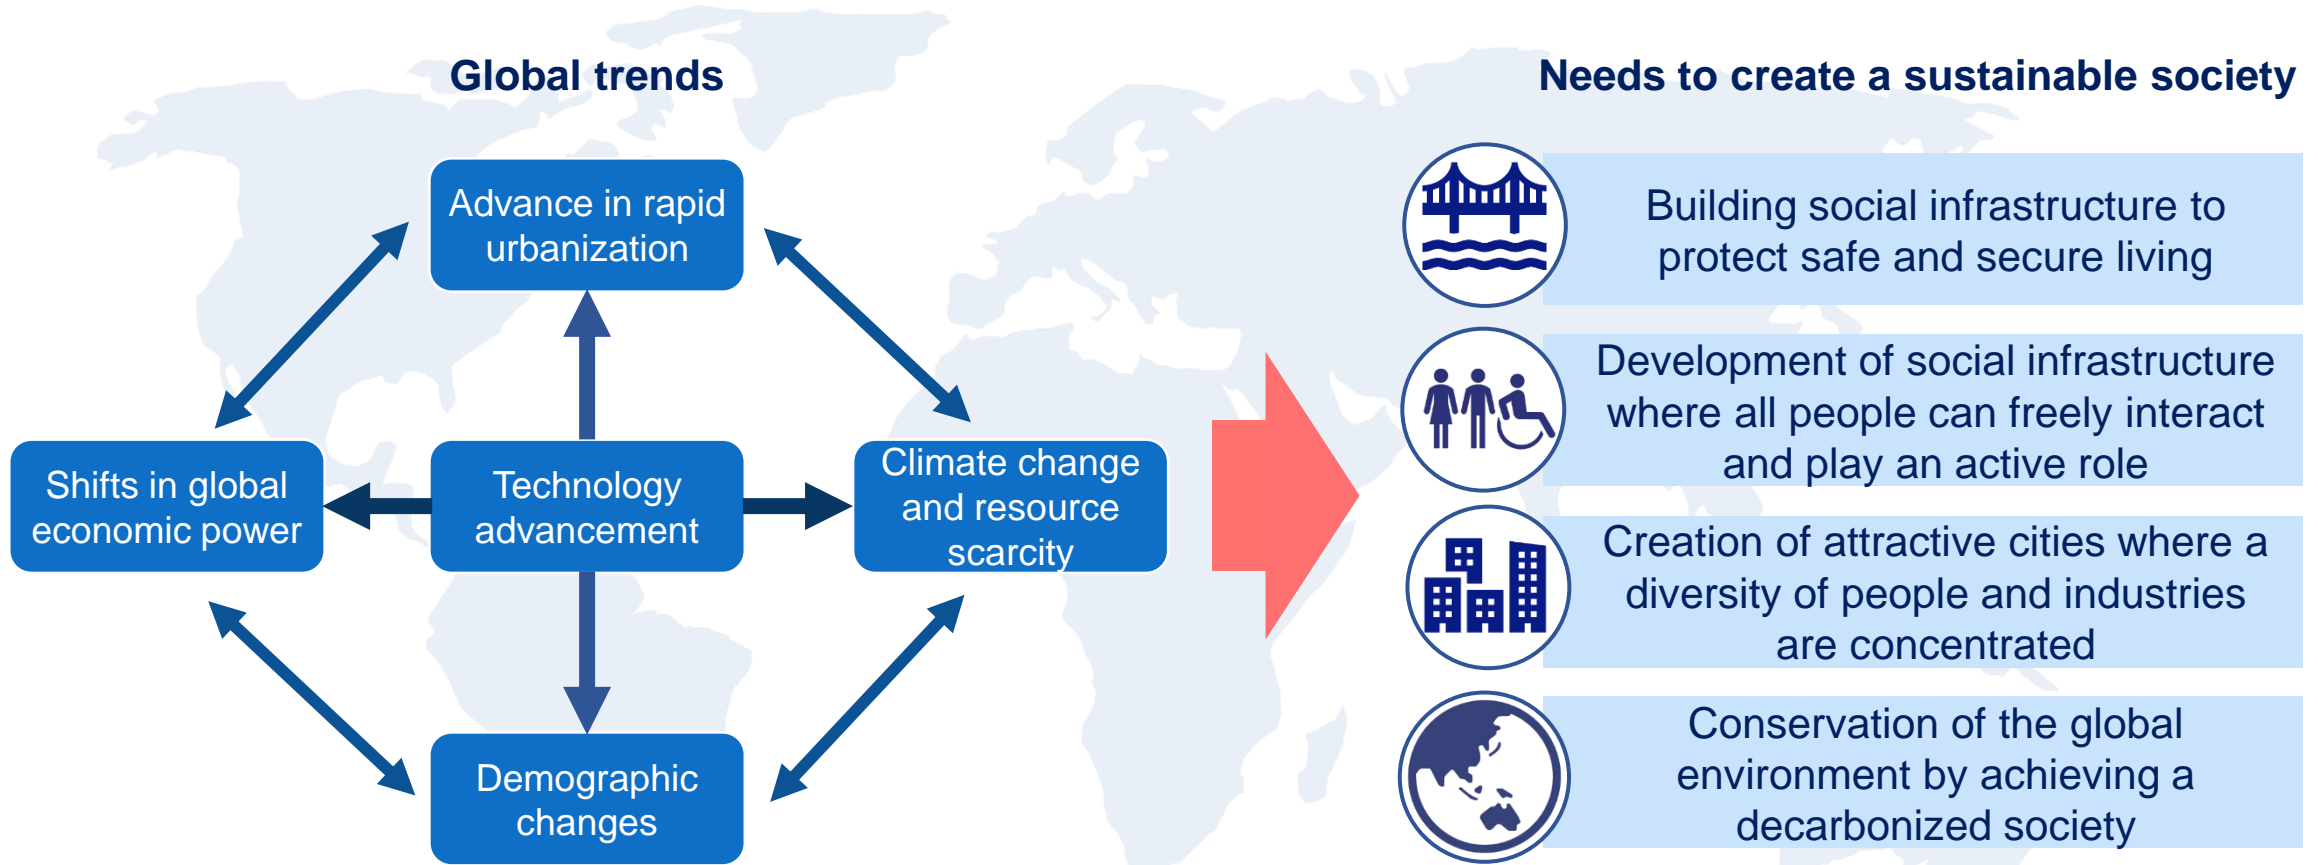 Global trends
Advance in rapid
urbanization
Shifts in global
economic power
Technology
advancement
Climate change
and resource
scarcity
Demographic
changes
Needs to create a sustainable society
Building social infrastructure to
protect safe and secure living
Development of social infrastructure
where all people can freely interact
and play an active role
Creation of attractive cities where a
diversity of people and industries
are concentrated
Conservation of the global
environment by achieving a
decarbonized society